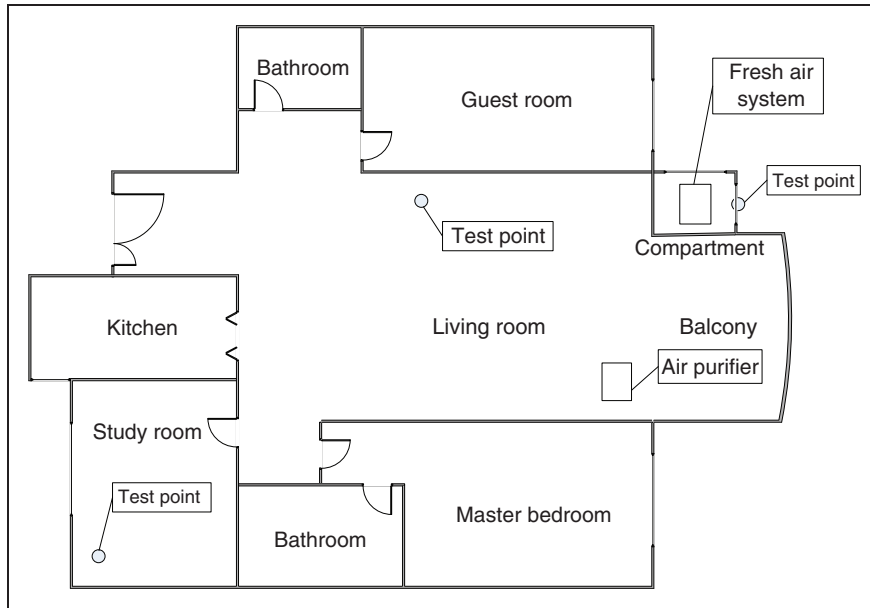 Bathroom
Guest room
Fresh air
system
Test point
Test point
Compartment
Kitchen
Living room
Balcony
Air purifier
Study room
Test point
Master bedroom
Bathroom